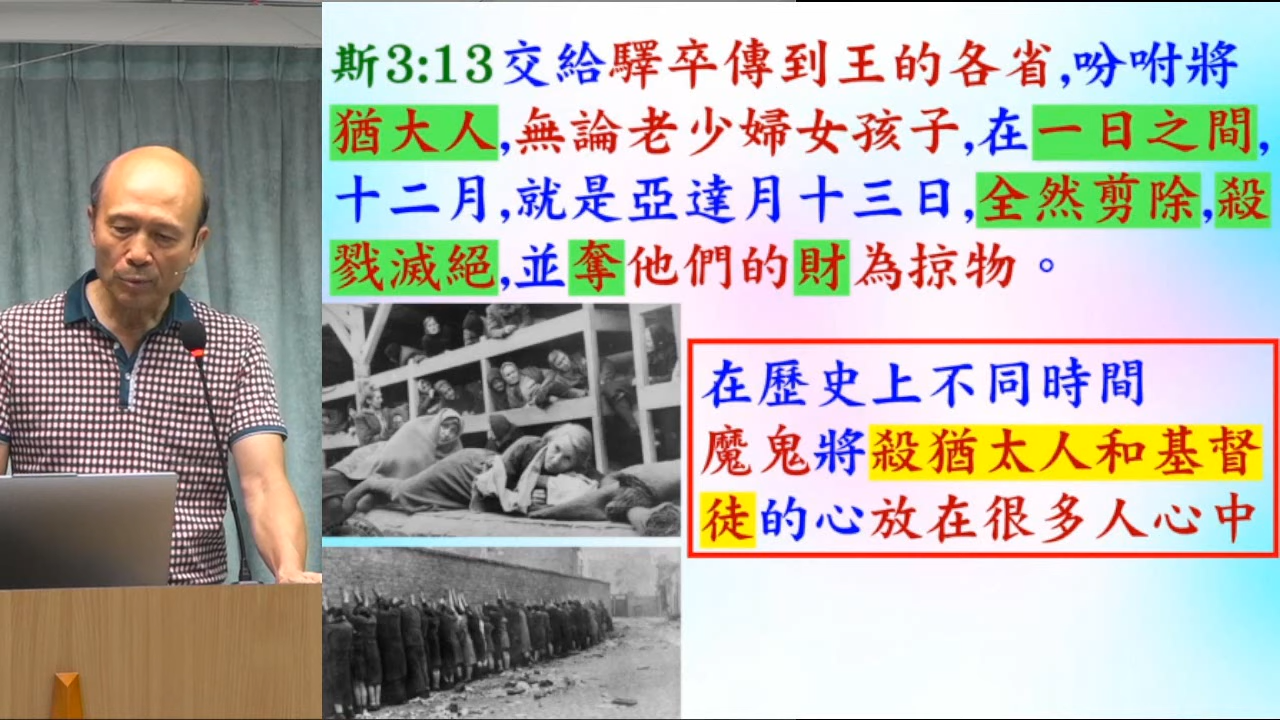 斯3:13交給驛卒傳到王的各省,吩咐將
猶大人,無論老少婦女孩子,在一日之間,
十二月,就是亞達月十三日,全然剪除,殺
戮滅絕,並奪他們的財為掠物。
在歷史上不同時間
魔鬼將殺猶太人和基督
徒的心放在很多人心中